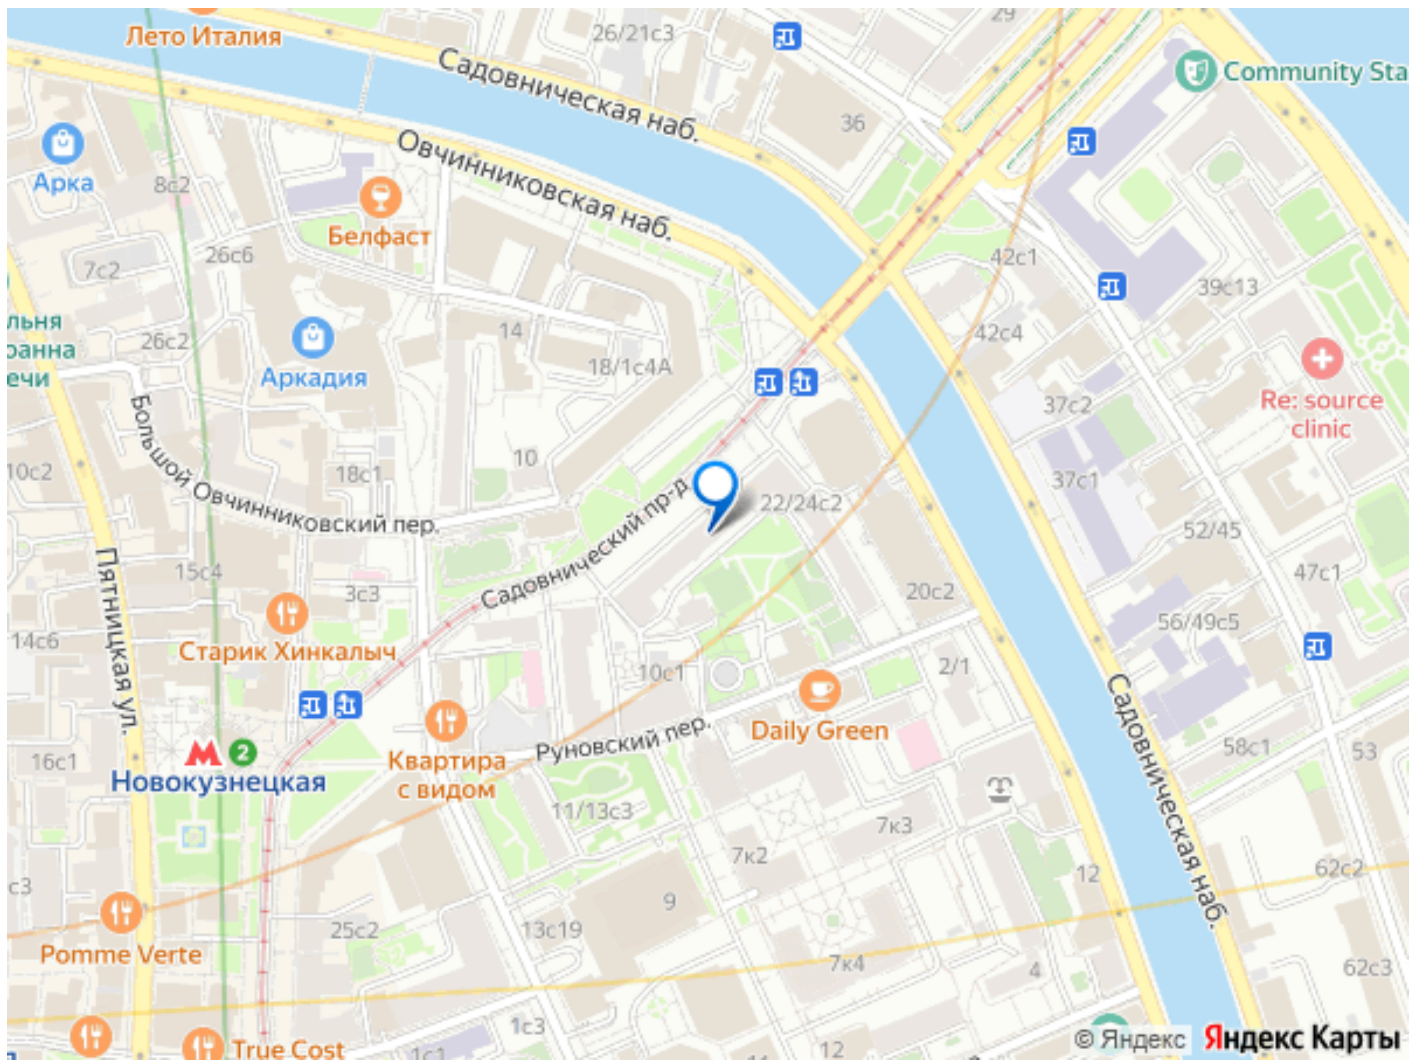 Лето Италия
26/21с3
29
Садовническая наб.
Community Sta
36
Овчинниковская наб.
Арка
8с2
Белфаст
26с6
7с2
42с1
39с13
льня
оанна
ечи
26с2
14
42с4
18/1с4А
Аркадия
37с2
Re: source
clinic
Большой Овчинниковский пер.
10с2
18с1
10
37с1
Садовнический пр-д
22/24с2
52/45
Пятницкая ул.
15с4
3с3
47с1
20с2
14с6
Старик Хинкалыч
56/49с5
10с1
2/1
Садовническая наб.
Daily Green
Руновский пер.
2
Новокузнецкая
16с1
Квартира
с видом
58с1
53
11/13с3
7к3
7к2
62с2
12
с3
9
Pomme Verte
25с2
13с19
7к4
4
62с3
1с3
True Cost
1с1
12
© Яндекс
Яндекс Карты